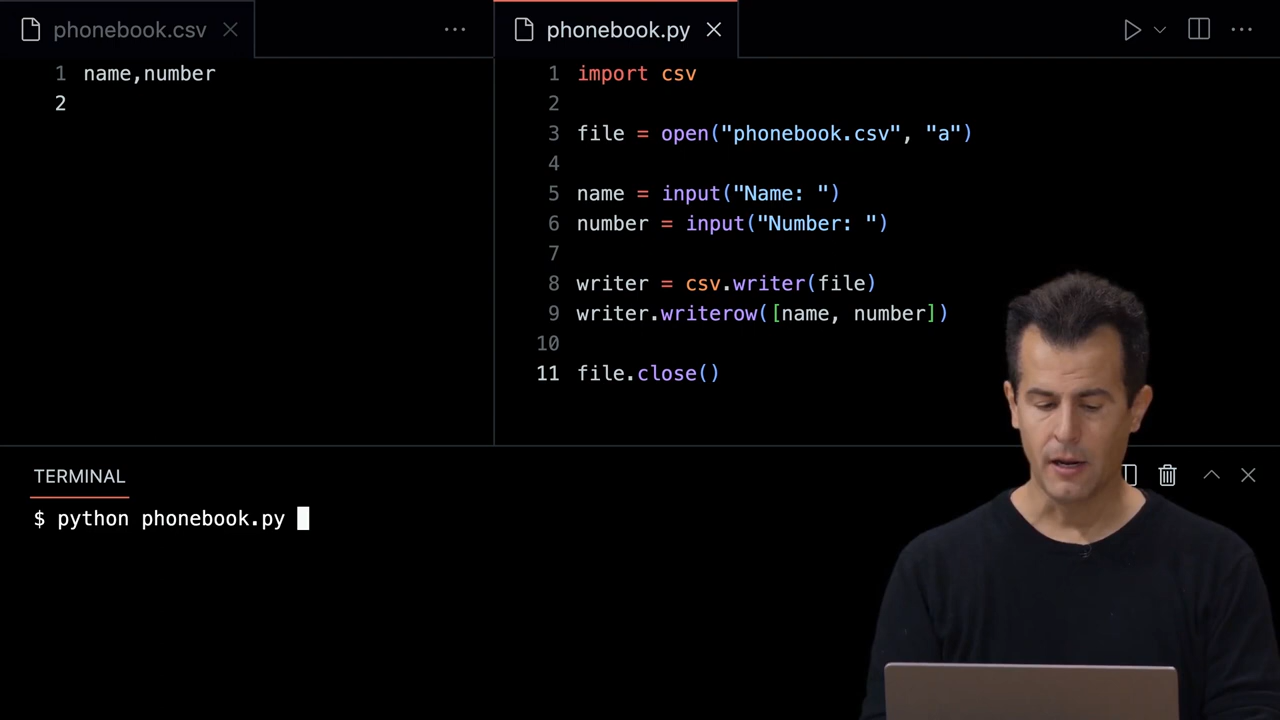 phonebook.csv
1 name,number
2
phonebook.py
1 import csv
2
3 file = open("phonebook.csv", "a")
4
5 name = input("Name: ")
6 number = input("Number: ")
7
8 writer = csv.writer(file)
9 writer.writerow([name, number])
10
11 file.close()
TERMINAL
$ python phonebook.py